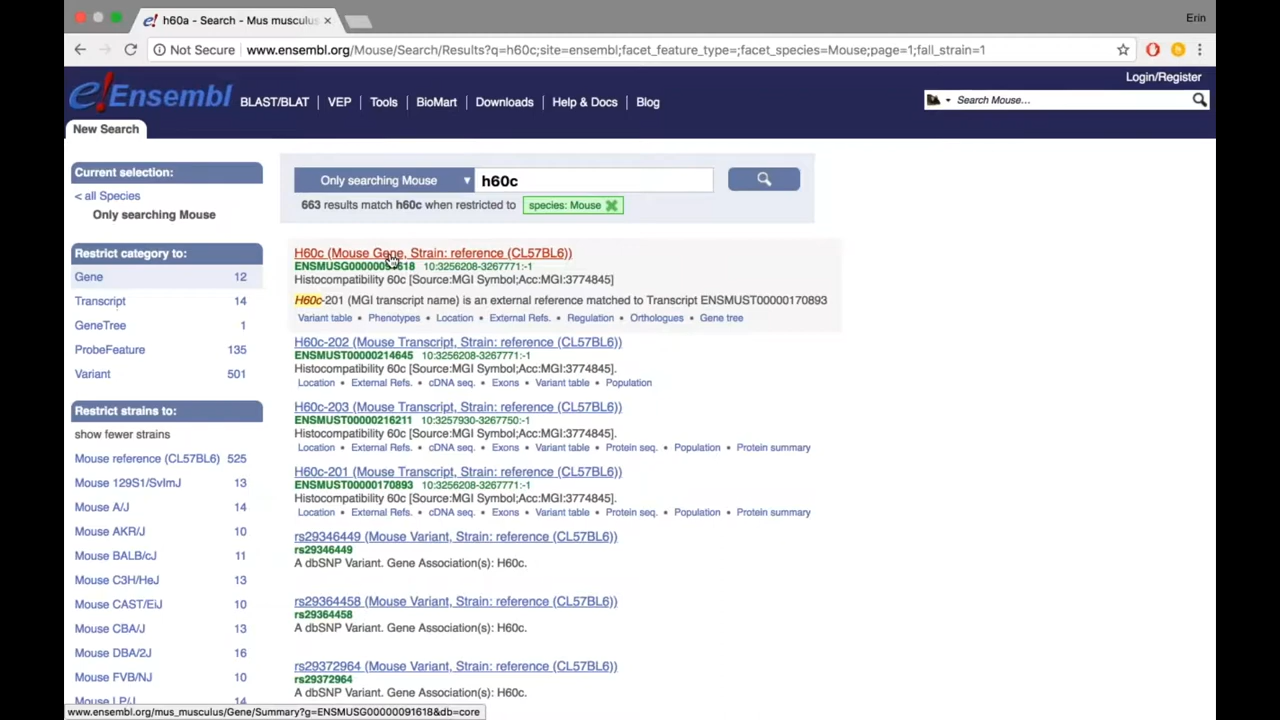 h60a - Search - Mus musculus
Erin
Not Secure www.ensembl.org/Mouse/Search/Results?q=h60c;site=ensembl;facet_feature_type=;facet_species=Mouse;page=1;fall_strain=1
Login/Register
e!Ensembl BLAST/BLAT VEP Tools BioMart Downloads Help & Docs Blog
Search Mouse…
New Search
Current selection:
< all Species
Only searching Mouse
Restrict category to:
Gene 12
Transcript 14
GeneTree 1
ProbeFeature 135
Variant 501
Restrict strains to:
show fewer strains
Mouse reference (CL57BL6) 525
Mouse 129S1/SvImJ 13
Mouse A/J 14
Mouse AKR/J 10
Mouse BALB/cJ 11
Mouse C3H/HeJ 13
Mouse CAST/EiJ 10
Mouse CBA/J 13
Mouse DBA/2J 16
Mouse FVB/NJ 10
Mouse LP/J 14
Only searching Mouse ▼ h60c
663 results match h60c when restricted to species: Mouse
H60c (Mouse Gene, Strain: reference (CL57BL6))
ENSMUSG00000091618 10:3256208-3267771:-1
Histocompatibility 60c [Source:MGI Symbol;Acc:MGI:3774845]
H60c-201 (MGI transcript name) is an external reference matched to Transcript ENSMUST00000170893
Variant table • Phenotypes • Location • External Refs. • Regulation • Orthologues • Gene tree
H60c-202 (Mouse Transcript, Strain: reference (CL57BL6))
ENSMUST00000214645 10:3256208-3267771:-1
Histocompatibility 60c [Source:MGI Symbol;Acc:MGI:3774845].
Location • External Refs. • cDNA seq. • Exons • Variant table • Population
H60c-203 (Mouse Transcript, Strain: reference (CL57BL6))
ENSMUST00000216211 10:3257930-3267750:-1
Histocompatibility 60c [Source:MGI Symbol;Acc:MGI:3774845].
Location • External Refs. • cDNA seq. • Exons • Variant table • Protein seq. • Population • Protein summary
H60c-201 (Mouse Transcript, Strain: reference (CL57BL6))
ENSMUST00000170893 10:3256208-3267771:-1
Histocompatibility 60c [Source:MGI Symbol;Acc:MGI:3774845].
Location • External Refs. • cDNA seq. • Exons • Variant table • Protein seq. • Population • Protein summary
rs29346449 (Mouse Variant, Strain: reference (CL57BL6))
rs29346449
A dbSNP Variant. Gene Association(s): H60c.
rs29364458 (Mouse Variant, Strain: reference (CL57BL6))
rs29364458
A dbSNP Variant. Gene Association(s): H60c.
rs29372964 (Mouse Variant, Strain: reference (CL57BL6))
rs29372964
A dbSNP Variant. Gene Association(s): H60c.
www.ensembl.org/mus_musculus/Gene/Summary?g=ENSMUSG00000091618&db=core